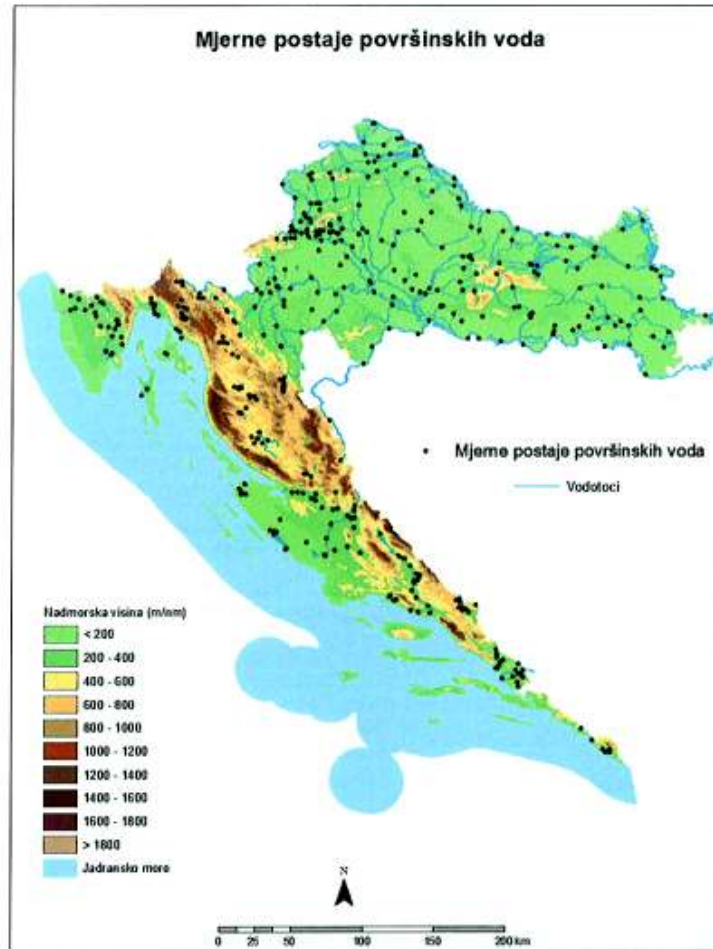 Mjerne postaje površinskih voda
Mjerne postaje površinskih voda
Vodotoci
Nadmorska visina (m/nm)
< 200
200 - 400
400 - 600
600 - 800
800 - 1000
1000 - 1200
1200 - 1400
1400 - 1600
1600 - 1800
> 1800
Jadransko more
N
0 25 50 100 150 200 km